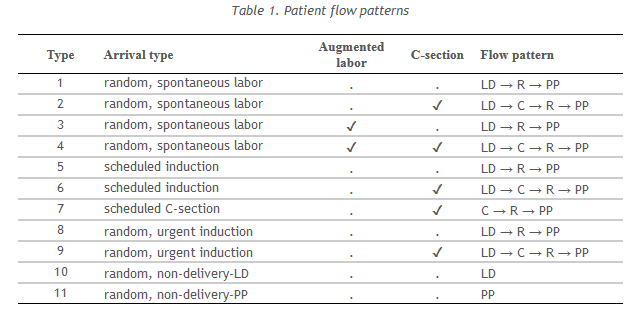 Table 1. Patient flow patterns
Type Arrival type Augmented labor C-section Flow pattern
1 random, spontaneous labor . . LD → R → PP
2 random, spontaneous labor . ✓ LD → C → R → PP
3 random, spontaneous labor ✓ . LD → R → PP
4 random, spontaneous labor ✓ ✓ LD → C → R → PP
5 scheduled induction . . LD → R → PP
6 scheduled induction . ✓ LD → C → R → PP
7 scheduled C-section . ✓ C → R → PP
8 random, urgent induction . . LD → R → PP
9 random, urgent induction . ✓ LD → C → R → PP
10 random, non-delivery-LD . . LD
11 random, non-delivery-PP . . PP